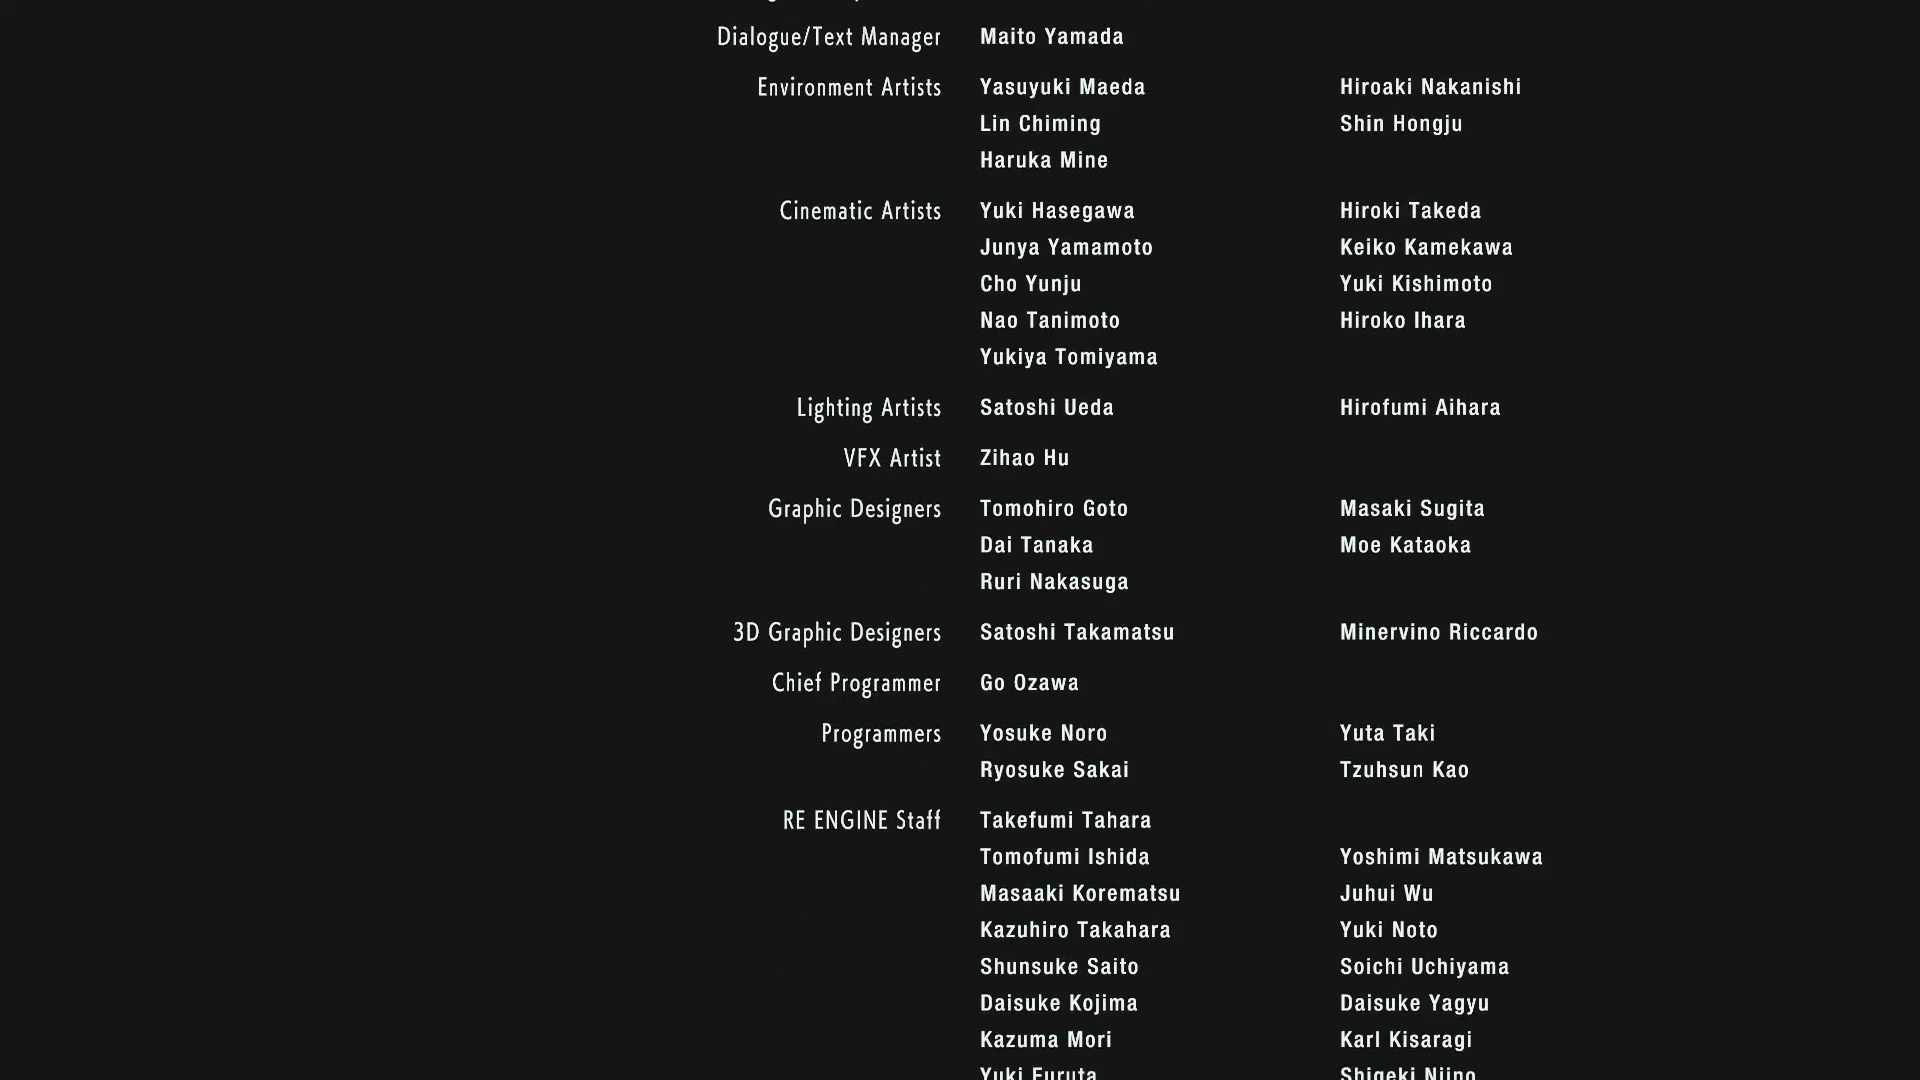 Dialogue/Text Manager Maito Yamada
Environment Artists Yasuyuki Maeda Hiroaki Nakanishi
Lin Chiming Shin Hongju
Haruka Mine
Cinematic Artists Yuki Hasegawa Hiroki Takeda
Junya Yamamoto Keiko Kamekawa
Cho Yunju Yuki Kishimoto
Nao Tanimoto Hiroko Ihara
Yukiya Tomiyama
Lighting Artists Satoshi Ueda Hirofumi Aihara
VFX Artist Zihao Hu
Graphic Designers Tomohiro Goto Masaki Sugita
Dai Tanaka Moe Kataoka
Ruri Nakasuga
3D Graphic Designers Satoshi Takamatsu Minervino Riccardo
Chief Programmer Go Ozawa
Programmers Yosuke Noro Yuta Taki
Ryosuke Sakai Tzuhsun Kao
RE ENGINE Staff Takefumi Tahara
Tomofumi Ishida Yoshimi Matsukawa
Masaaki Korematsu Juhui Wu
Kazuhiro Takahara Yuki Noto
Shunsuke Saito Soichi Uchiyama
Daisuke Kojima Daisuke Yagyu
Kazuma Mori Karl Kisaragi
Yuki Furuta Shigeki Niino